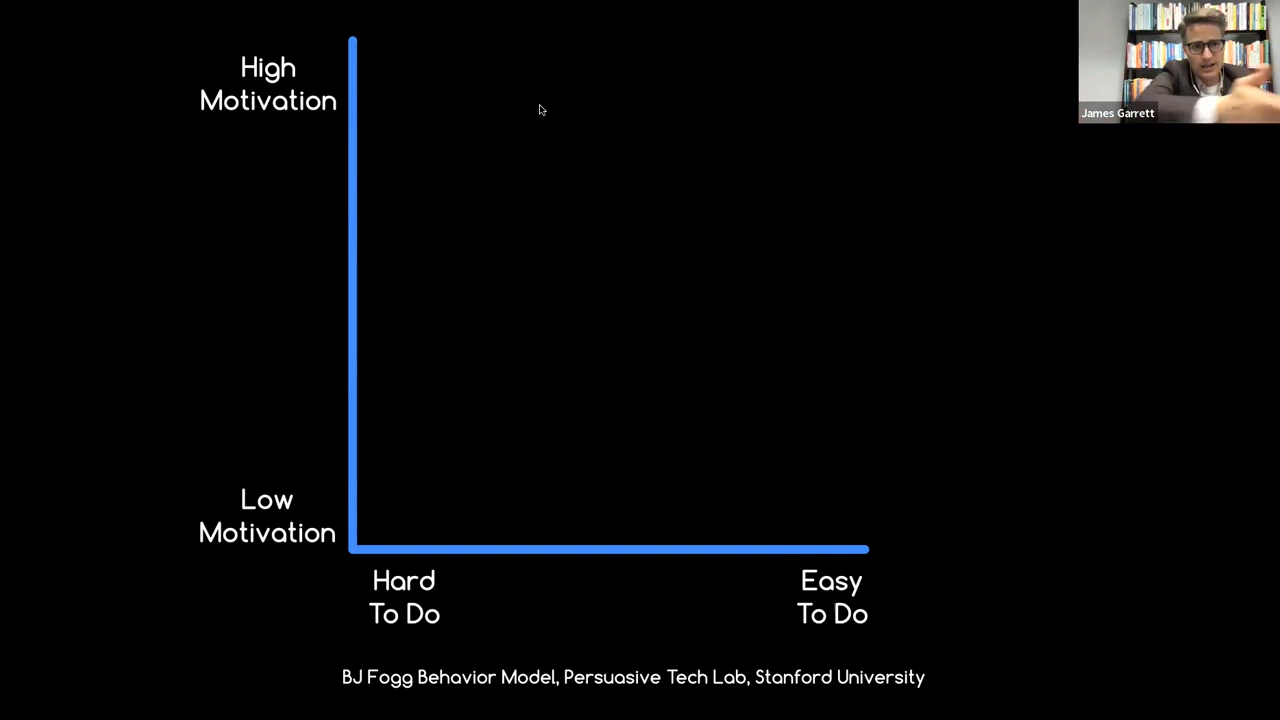 High
Motivation
James Garrett
Low
Motivation
Hard
To Do
Easy
To Do
BJ Fogg Behavior Model, Persuasive Tech Lab, Stanford University